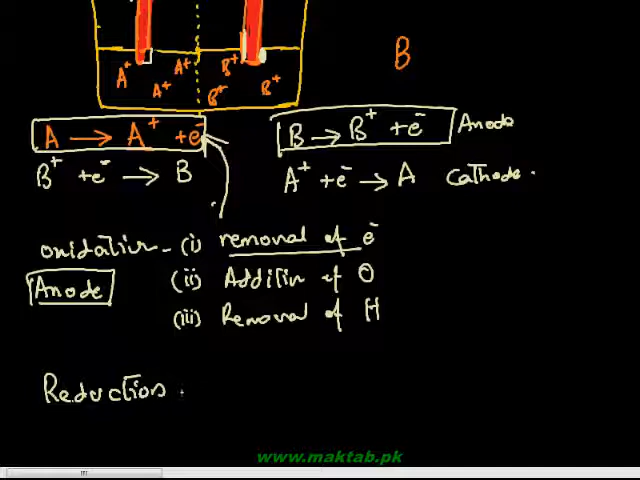 B
A+ A+ B+
A+ B+ B+
A → A+ + e-
B → B+ + e- Anode
B+ + e- → B
A+ + e- → A Cathode.
oxidation - (i) removal of e-
Anode (ii) Addition of O
(iii) Removal of H
Reduction.
www.maktab.pk